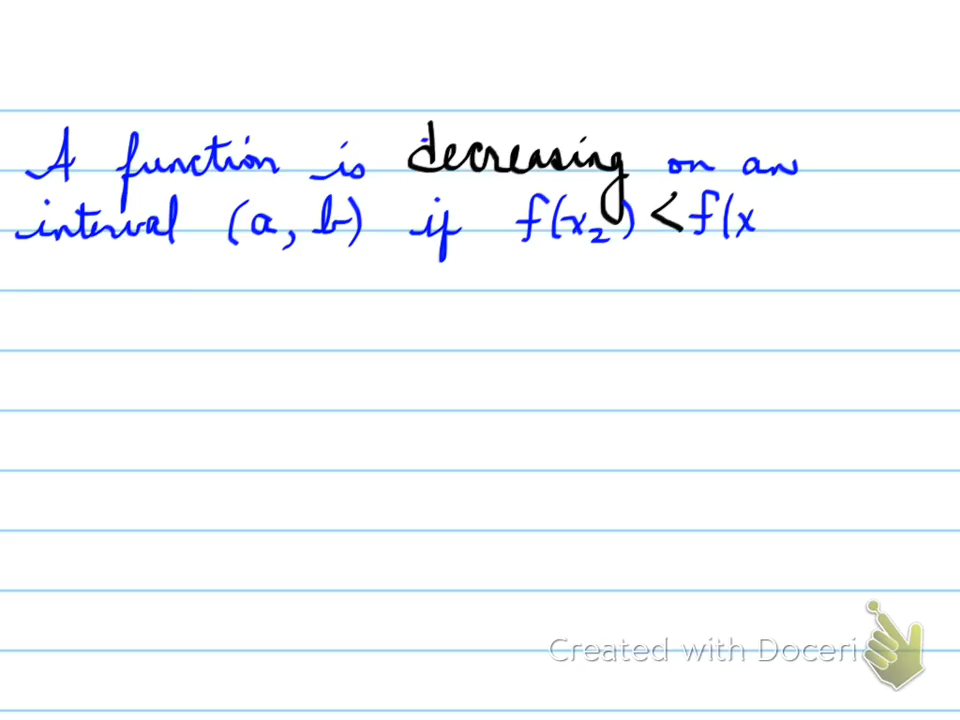 A function is decreasing on an
interval (a, b) if f(x₂) < f(x
Created with Doceri